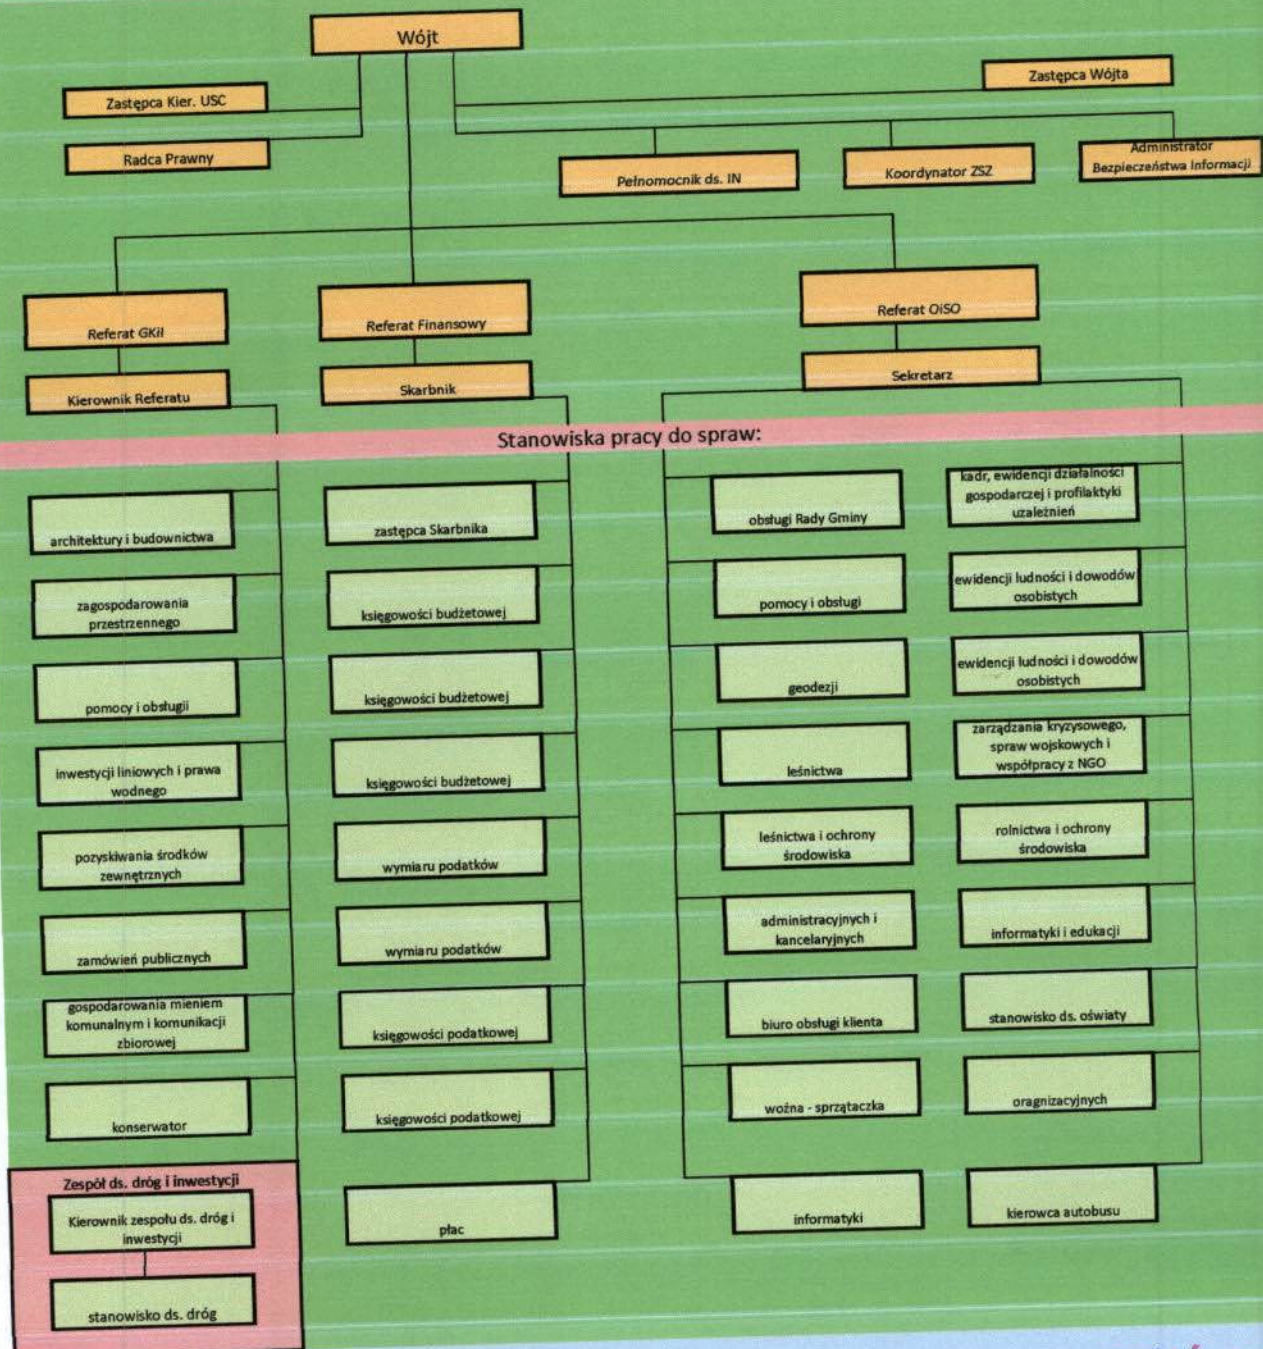 Wójt
Zastępca Kier. USC
Zastępca Wójta
Radca Prawny
Pełnomocnik ds. IN
Koordynator ZSZ
Administrator
Bezpieczeństwa Informacji
Referat GKiI
Referat Finansowy
Referat OiSO
Kierownik Referatu
Skarbnik
Sekretarz
Stanowiska pracy do spraw:
architektury i budownictwa
zagospodarowania
przestrzennego
pomocy i obsługii
inwestycji liniowych i prawa
wodnego
pozyskiwania środków
zewnętrznych
zamówień publicznych
gospodarowania mieniem
komunalnym i komunikacji
zbiorowej
konserwator
Zespół ds. dróg i inwestycji
Kierownik zespołu ds. dróg i
inwestycji
stanowisko ds. dróg
zastępca Skarbnika
księgowości budżetowej
księgowości budżetowej
księgowości budżetowej
wymiaru podatków
wymiaru podatków
księgowości podatkowej
księgowości podatkowej
płac
obsługi Rady Gminy
pomocy i obsługi
geodezji
leśnictwa
leśnictwa i ochrony
środowiska
administracyjnych i
kancelaryjnych
biuro obsługi klienta
woźna - sprzątaczka
informatyki
kadr, ewidencji działalności
gospodarczej i profilaktyki
uzależnień
ewidencji ludności i dowodów
osobistych
ewidencji ludności i dowodów
osobistych
zarządzania kryzysowego,
spraw wojskowych i
współpracy z NGO
rolnictwa i ochrony
środowiska
informatyki i edukacji
stanowisko ds. oświaty
oragnizacyjnych
kierowca autobusu